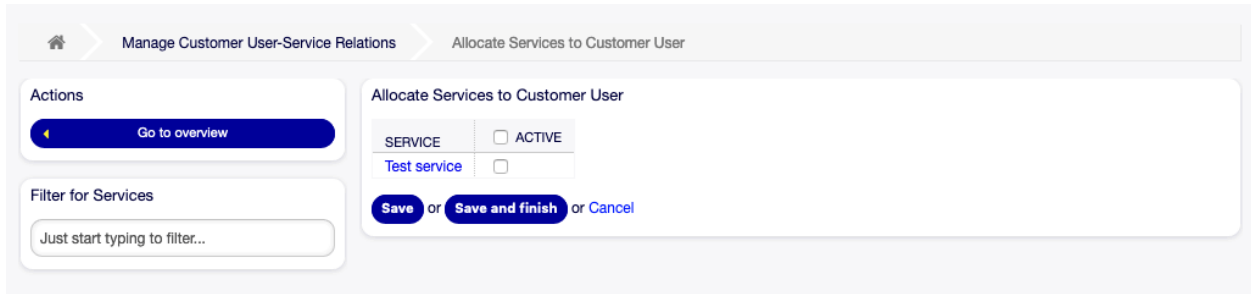 Manage Customer User-Service Relations
Allocate Services to Customer User
Actions
Go to overview
Filter for Services
Just start typing to filter...
Allocate Services to Customer User
SERVICE ACTIVE
Test service
Save or Save and finish or Cancel